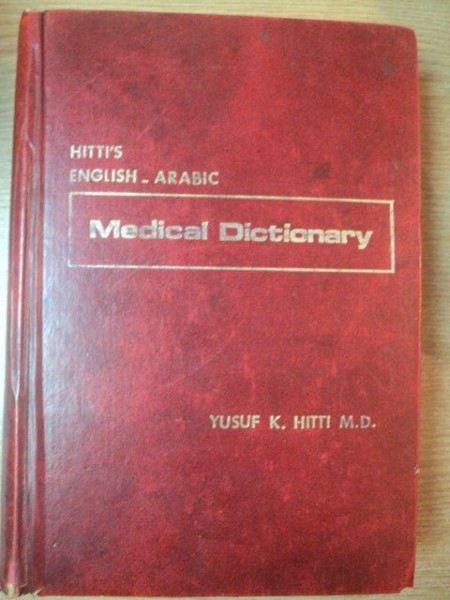 HITTI'S
ENGLISH - ARABIC
Medical Dictionary
YUSUF K. HITTI M.D.